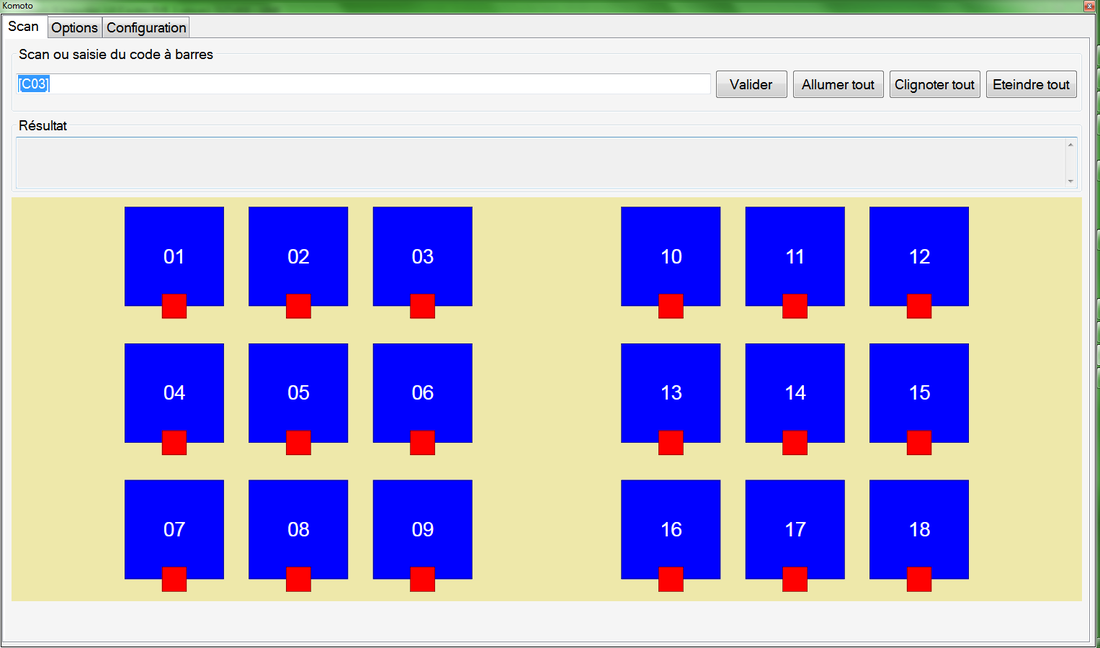 Komoto
Scan Options Configuration
Scan ou saisie du code à barres
[C03] Valider Allumer tout Clignoter tout Eteindre tout
Résultat
01 02 03 10 11 12
04 05 06 13 14 15
07 08 09 16 17 18